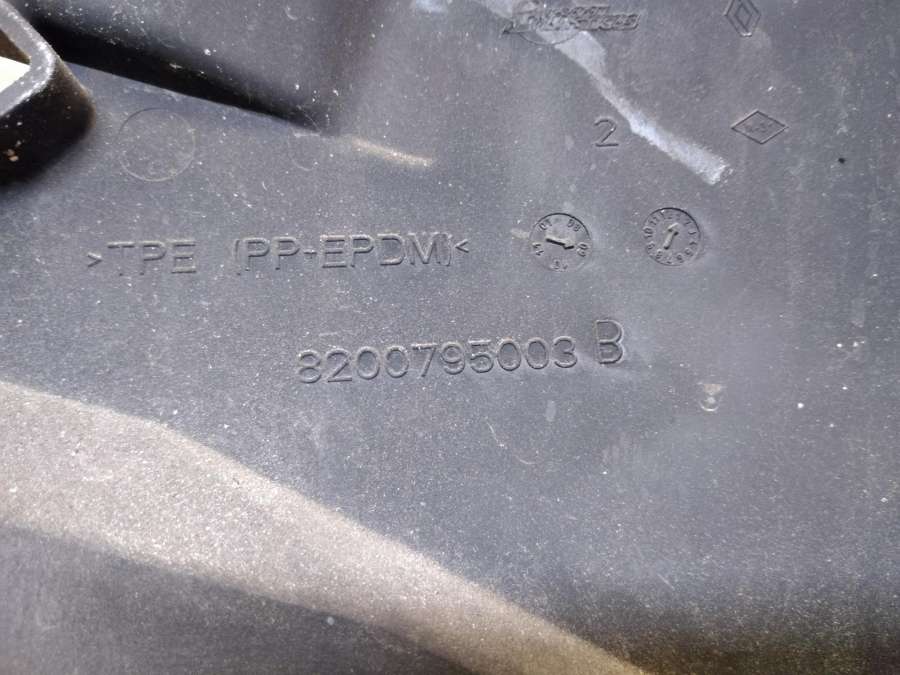 2
>TPE (PP-EPDM)<
8200795003 B